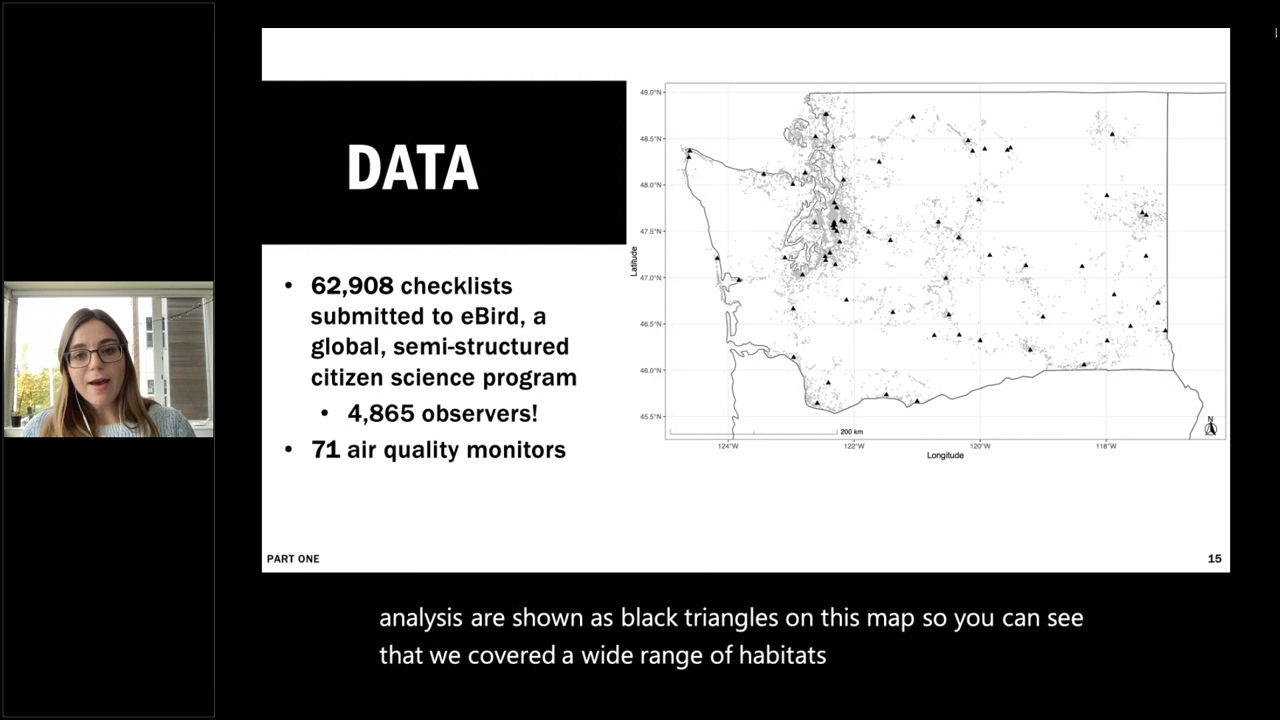 DATA
• 62,908 checklists
submitted to eBird, a
global, semi-structured
citizen science program
• 4,865 observers!
• 71 air quality monitors
49.0°N
48.5°N
48.0°N
47.5°N
47.0°N
46.5°N
46.0°N
45.5°N
Latitude
200 km
N
124°W
122°W
120°W
118°W
Longitude
PART ONE
15
analysis are shown as black triangles on this map so you can see
that we covered a wide range of habitats